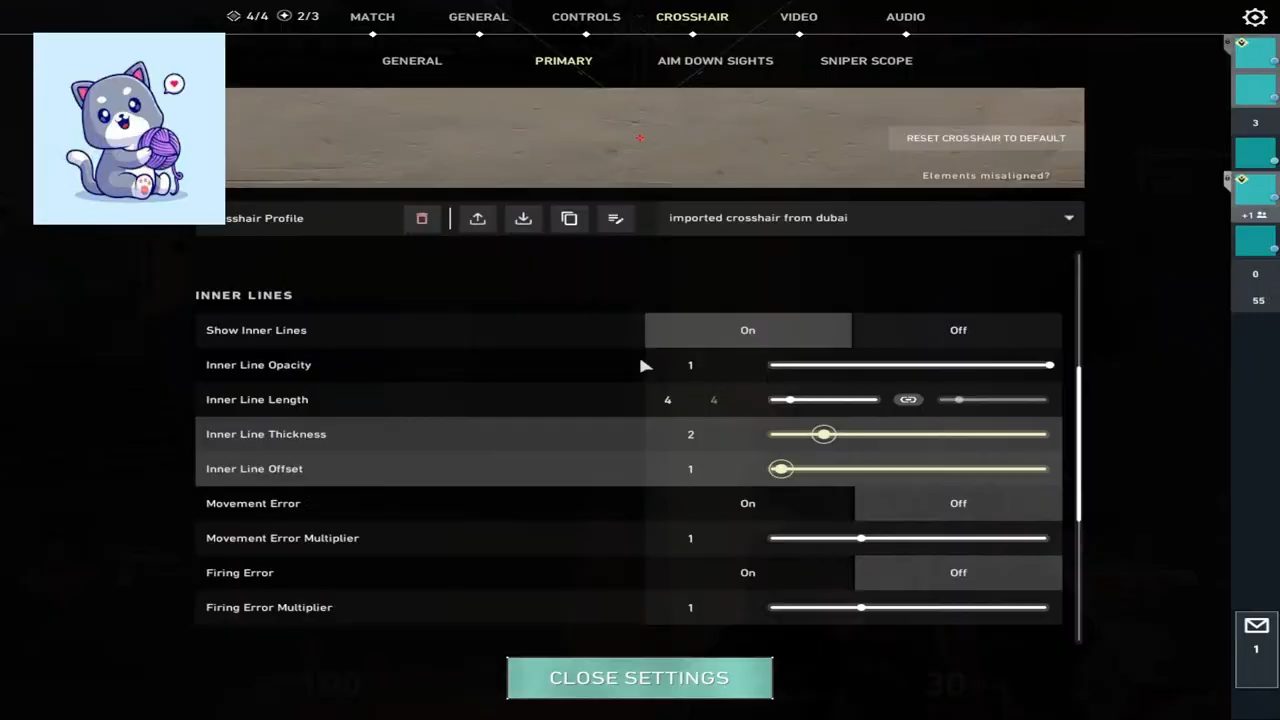 4/4 2/3 MATCH GENERAL CONTROLS CROSSHAIR VIDEO AUDIO
GENERAL PRIMARY AIM DOWN SIGHTS SNIPER SCOPE
RESET CROSSHAIR TO DEFAULT
Elements misaligned?
sshair Profile imported crosshair from dubai
INNER LINES
Show Inner Lines On Off
Inner Line Opacity 1
Inner Line Length 4 4
Inner Line Thickness 2
Inner Line Offset 1
Movement Error On Off
Movement Error Multiplier 1
Firing Error On Off
Firing Error Multiplier 1
CLOSE SETTINGS
100
30
3
+1
0
55
1